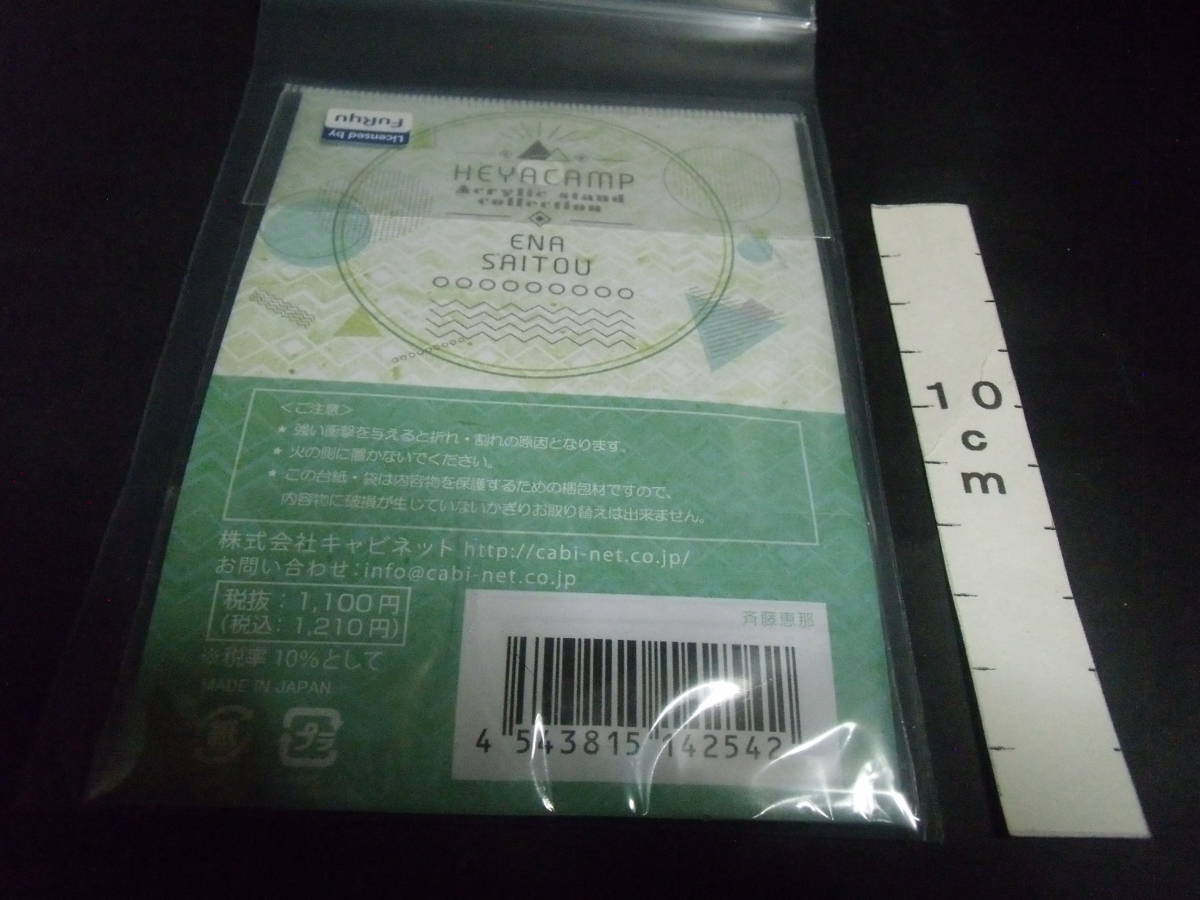 Licensed by
FuRyu
HEYACAMP
Acrylic stand
collection
ENA
SAITOU
<ご注意>
★ 強い衝撃を与えると折れ・割れの原因となります。
★ 火の側に置かないでください。
★ この台紙・袋は内容物を保護するための梱包材ですので、
内容物に破損が生じていないかぎりお取り替えは出来ません。
株式会社キャビネット http://cabi-net.co.jp/
お問い合わせ:info@cabi-net.co.jp
税抜: 1,100円
(税込: 1,210円)
※税率10%として
MADE IN JAPAN
紙
プラ
斉藤恵那
4 543815 142542
10
cm